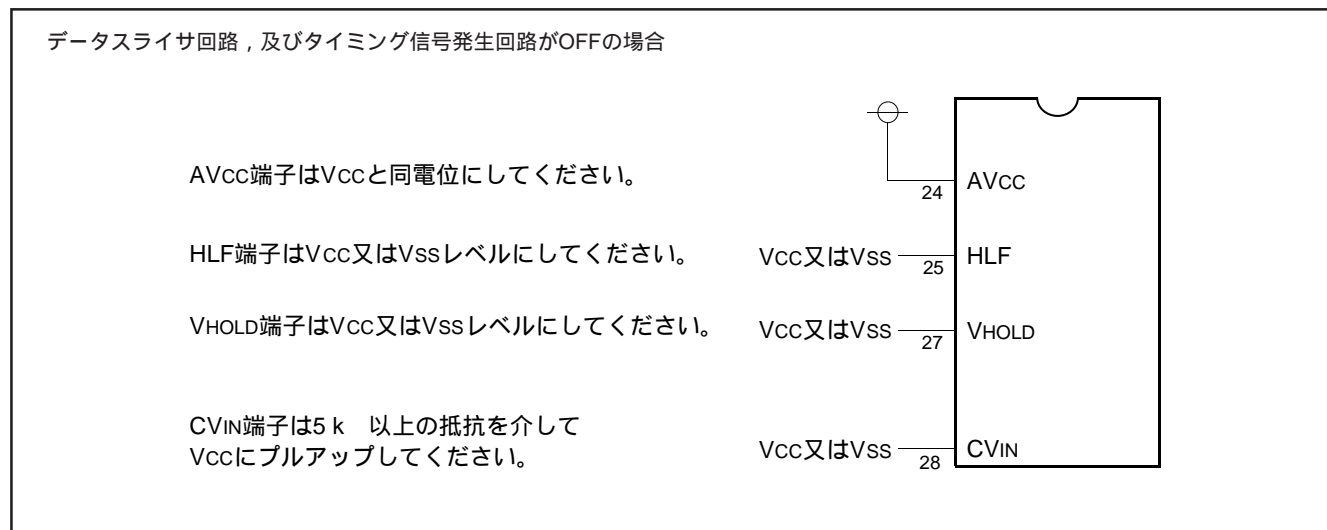 データスライサ回路，及びタイミング信号発生回路がOFFの場合
AVCC端子はVCCと同電位にしてください。
24 AVCC
HLF端子はVCC又はVSSレベルにしてください。
VCC又はVSS 25 HLF
VHOLD端子はVCC又はVSSレベルにしてください。
VCC又はVSS 27 VHOLD
CVIN端子は5 k　以上の抵抗を介して
VCCにプルアップしてください。
VCC又はVSS 28 CVIN